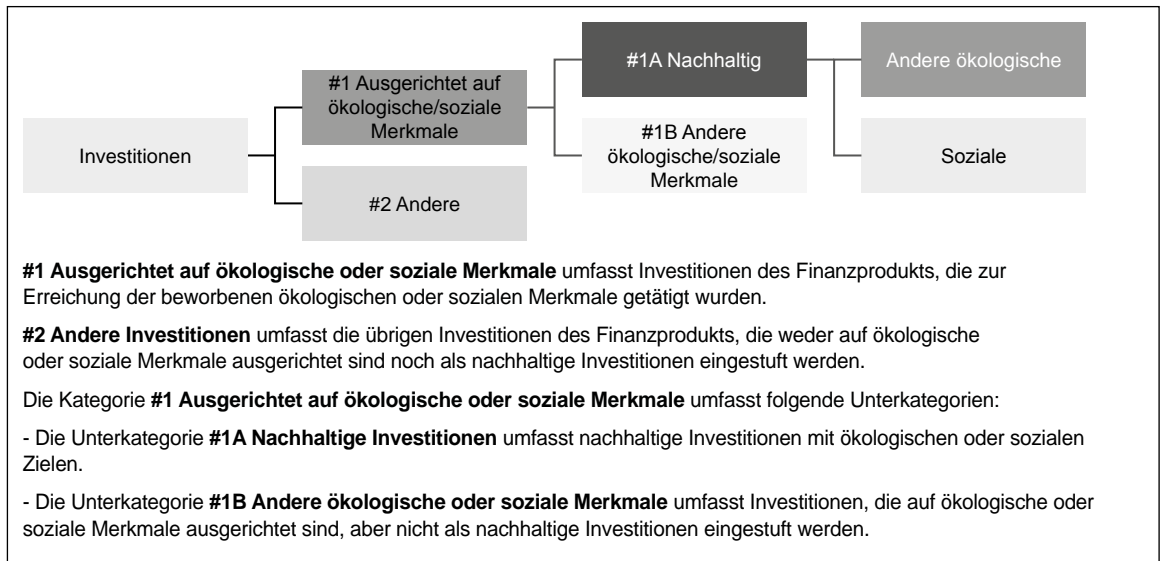 #1A Nachhaltig
Andere ökologische
#1 Ausgerichtet auf
ökologische/soziale
Merkmale
Investitionen
#1B Andere
ökologische/soziale
Merkmale
Soziale
#2 Andere
#1 Ausgerichtet auf ökologische oder soziale Merkmale umfasst Investitionen des Finanzprodukts, die zur
Erreichung der beworbenen ökologischen oder sozialen Merkmale getätigt wurden.
#2 Andere Investitionen umfasst die übrigen Investitionen des Finanzprodukts, die weder auf ökologische
oder soziale Merkmale ausgerichtet sind noch als nachhaltige Investitionen eingestuft werden.
Die Kategorie #1 Ausgerichtet auf ökologische oder soziale Merkmale umfasst folgende Unterkategorien:
- Die Unterkategorie #1A Nachhaltige Investitionen umfasst nachhaltige Investitionen mit ökologischen oder sozialen
Zielen.
- Die Unterkategorie #1B Andere ökologische oder soziale Merkmale umfasst Investitionen, die auf ökologische oder
soziale Merkmale ausgerichtet sind, aber nicht als nachhaltige Investitionen eingestuft werden.